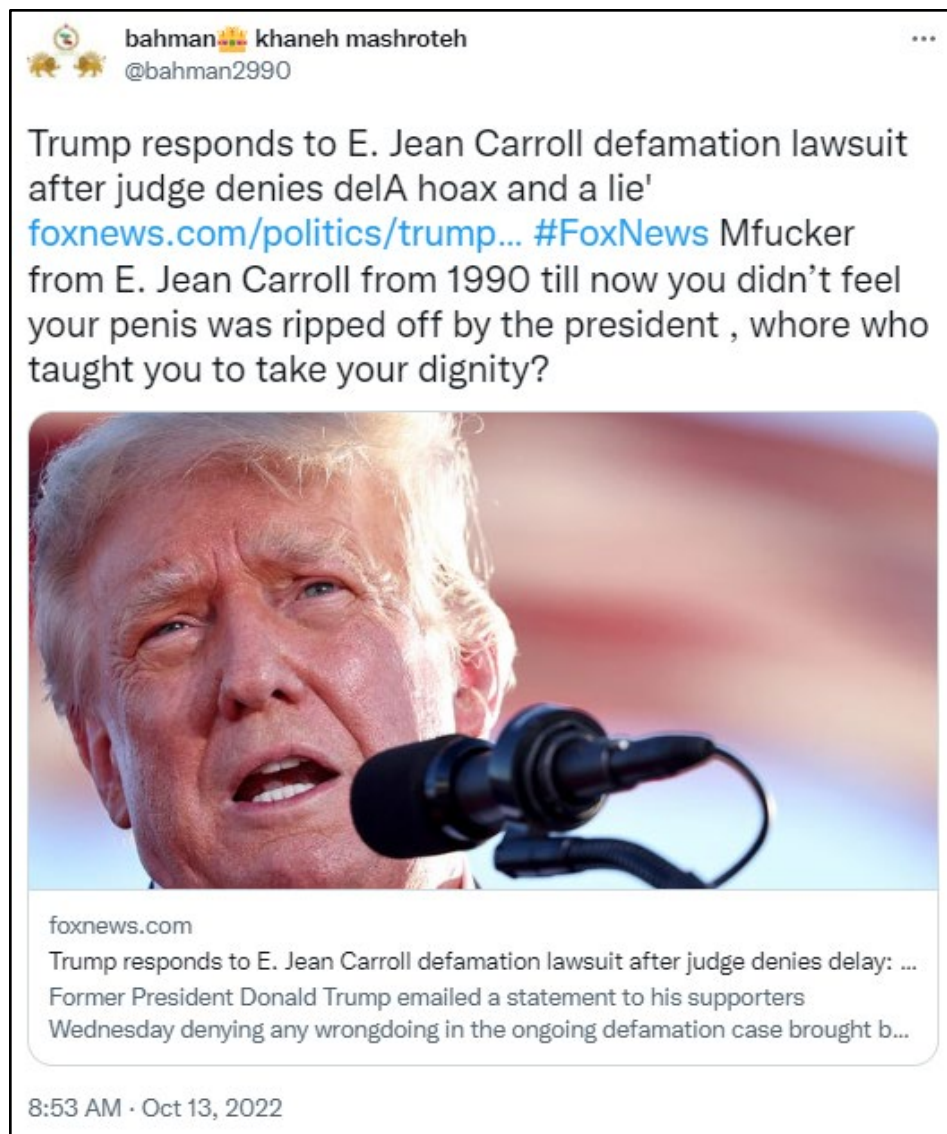 bahman👑 khaneh mashroteh
@bahman2990
Trump responds to E. Jean Carroll defamation lawsuit
after judge denies delA hoax and a lie'
foxnews.com/politics/trump... #FoxNews Mfucker
from E. Jean Carroll from 1990 till now you didn’t feel
your penis was ripped off by the president , whore who
taught you to take your dignity?
foxnews.com
Trump responds to E. Jean Carroll defamation lawsuit after judge denies delay: ...
Former President Donald Trump emailed a statement to his supporters
Wednesday denying any wrongdoing in the ongoing defamation case brought b...
8:53 AM · Oct 13, 2022